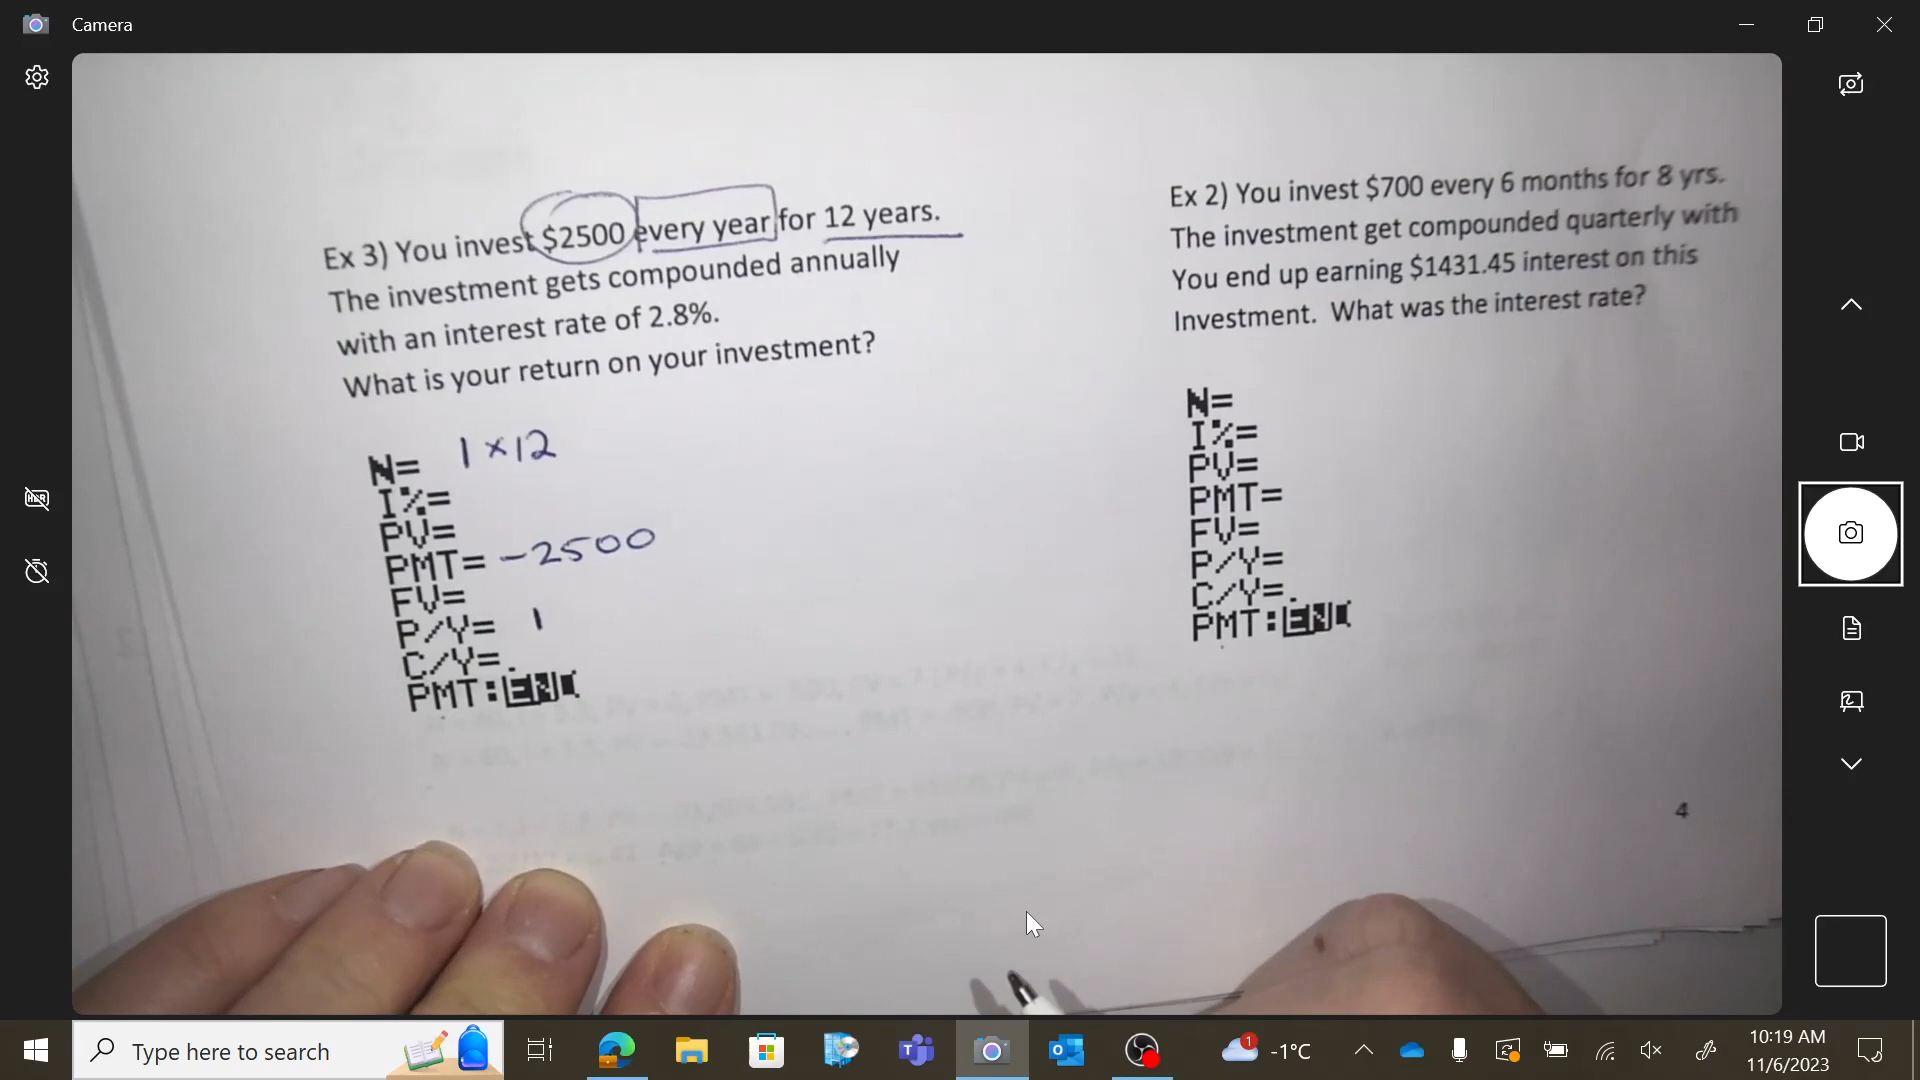 Camera
Ex 3) You invest $2500 every year for 12 years.
The investment gets compounded annually
with an interest rate of 2.8%.
What is your return on your investment?
N= 1 × 12
I%=
PV=
PMT= -2500
FV=
P/Y= 1
C/Y=
PMT:EN
Ex 2) You invest $700 every 6 months for 8 yrs.
The investment get compounded quarterly with
You end up earning $1431.45 interest on this
Investment. What was the interest rate?
N=
I%=
PV=
PMT=
FV=
P/Y=
C/Y=
PMT:EN
4
HDR
Type here to search
1
-1°C
10:19 AM
11/6/2023